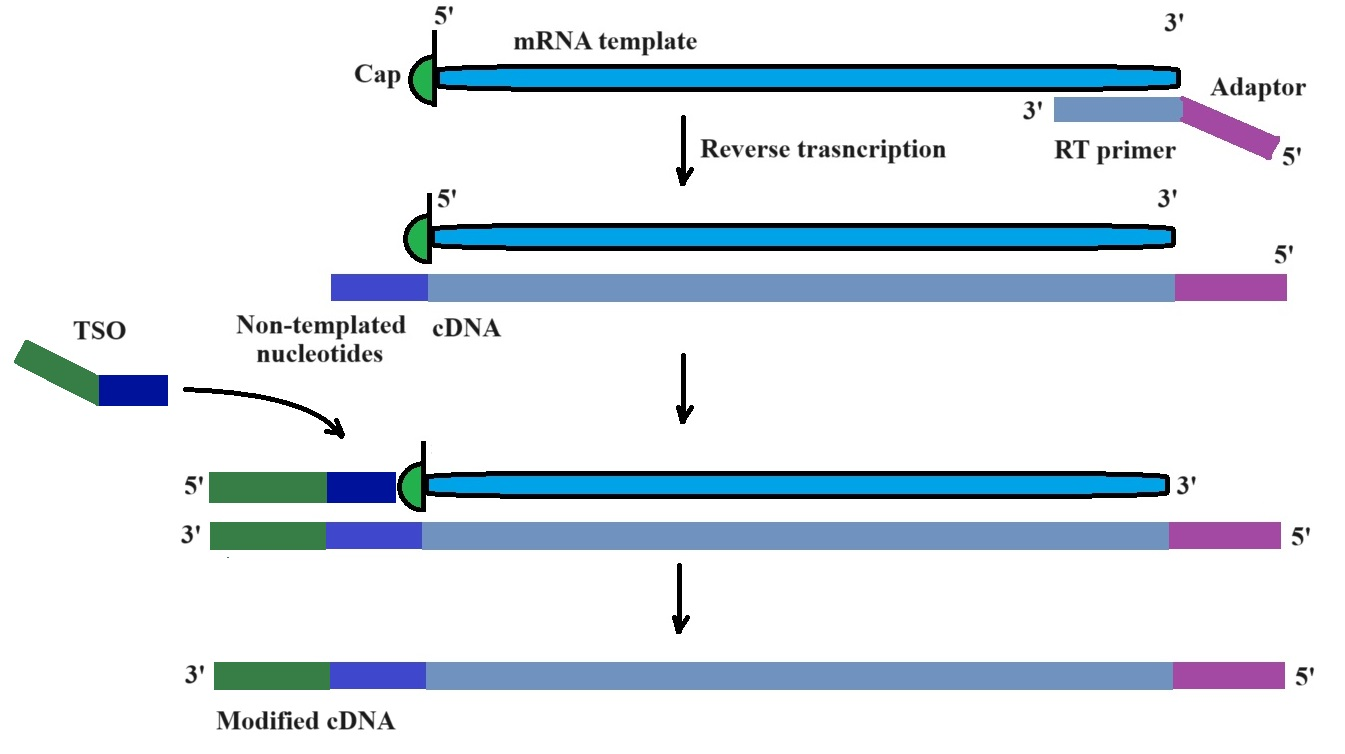 5'
3'
mRNA template
Cap
Adaptor
3'
RT primer
5'
Reverse trasncription
5'
3'
5'
Non-templated
nucleotides
cDNA
TSO
5'
3'
3'
5'
3'
5'
Modified cDNA